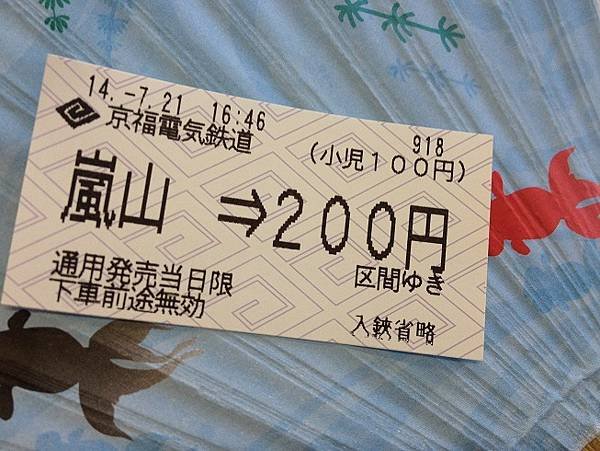 14.-7.21 16:46
京福電気鉄道
918
(小児100円)
嵐山 ⇒200円
区間ゆき
通用発売当日限
下車前途無効
入鋏省略